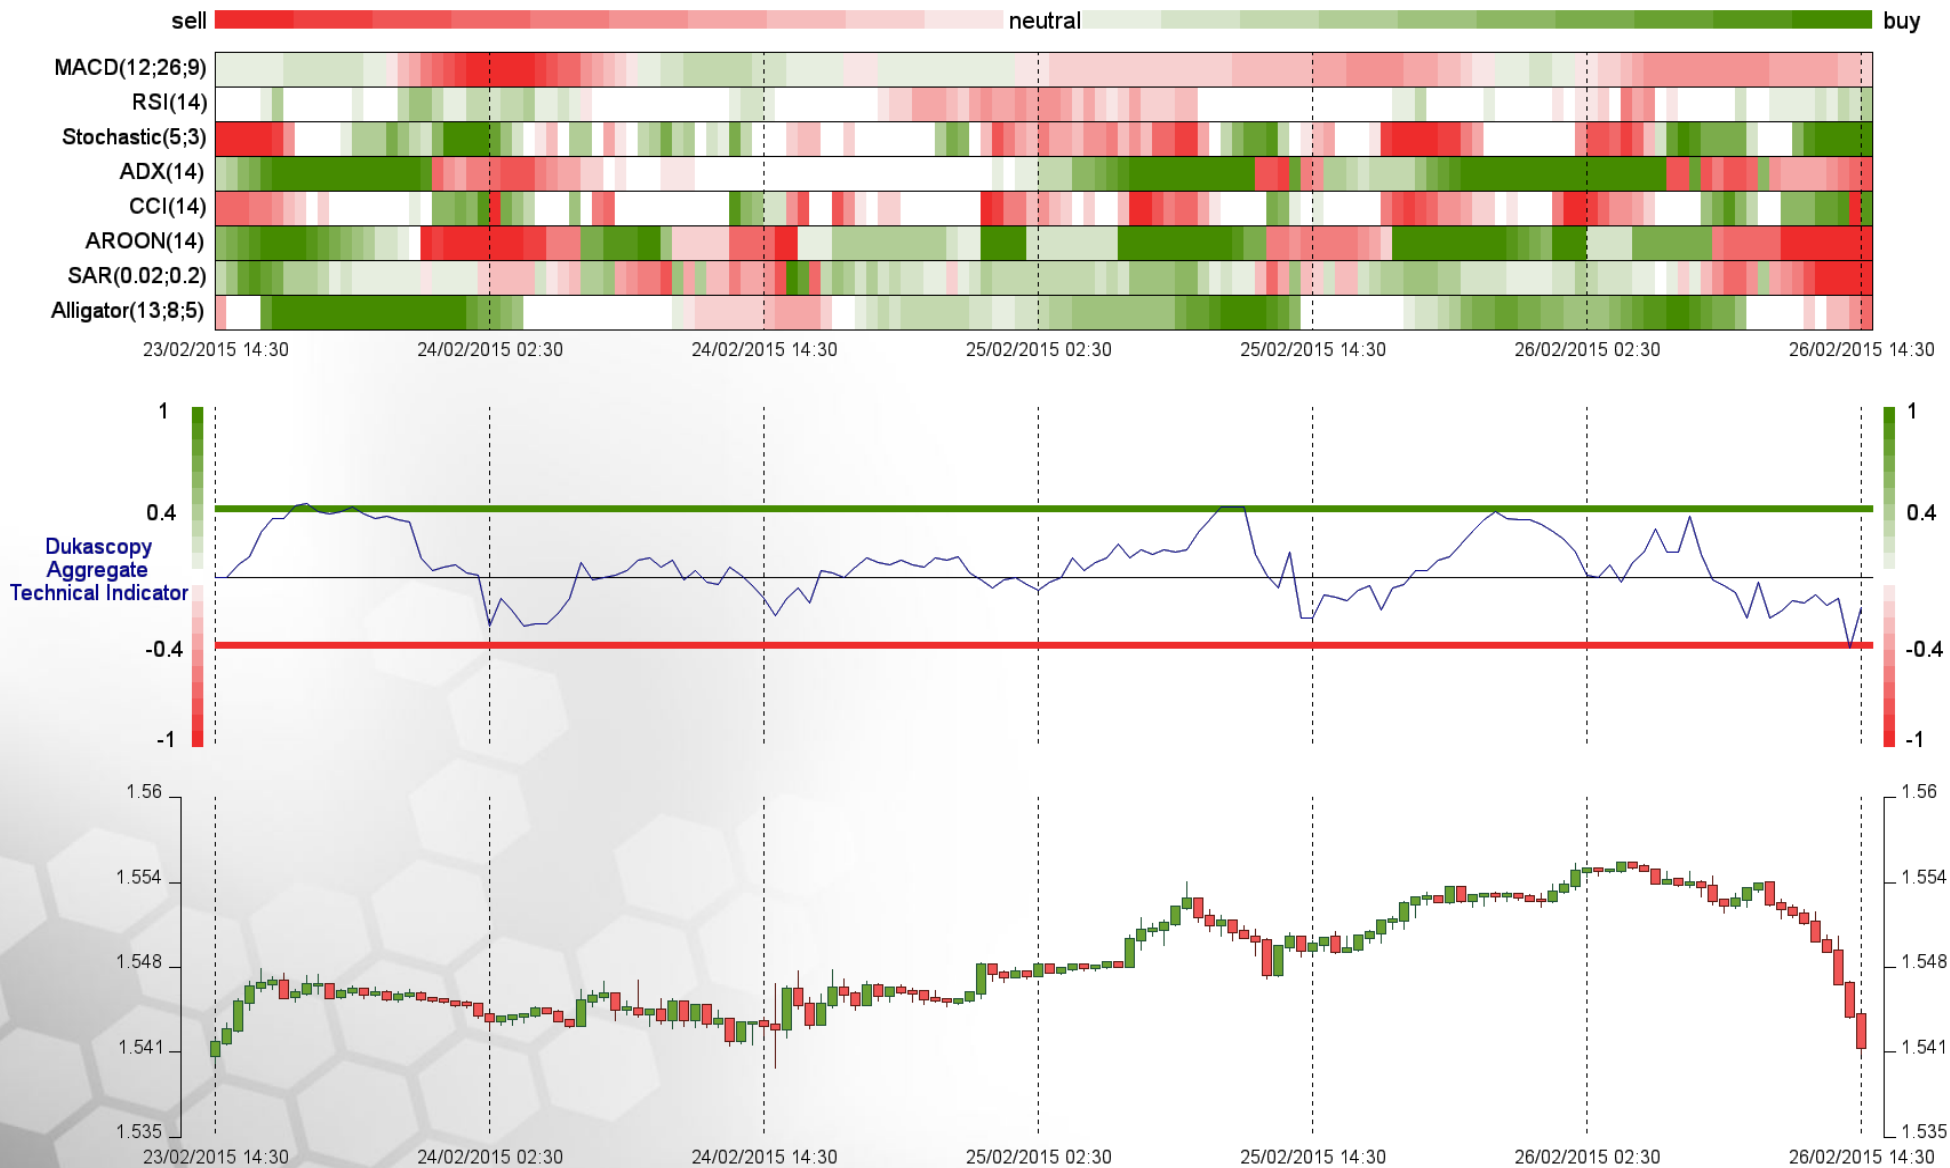 sell neutral buy
MACD(12;26;9)
RSI(14)
Stochastic(5;3)
ADX(14)
CCI(14)
AROON(14)
SAR(0.02;0.2)
Alligator(13;8;5)
23/02/2015 14:30 24/02/2015 02:30 24/02/2015 14:30 25/02/2015 02:30 25/02/2015 14:30 26/02/2015 02:30 26/02/2015 14:30
1 1
0.4 0.4
Dukascopy
Aggregate
Technical Indicator
-0.4 -0.4
-1 -1
1.56 1.56
1.554 1.554
1.548 1.548
1.541 1.541
1.535 1.535
23/02/2015 14:30 24/02/2015 02:30 24/02/2015 14:30 25/02/2015 02:30 25/02/2015 14:30 26/02/2015 02:30 26/02/2015 14:30